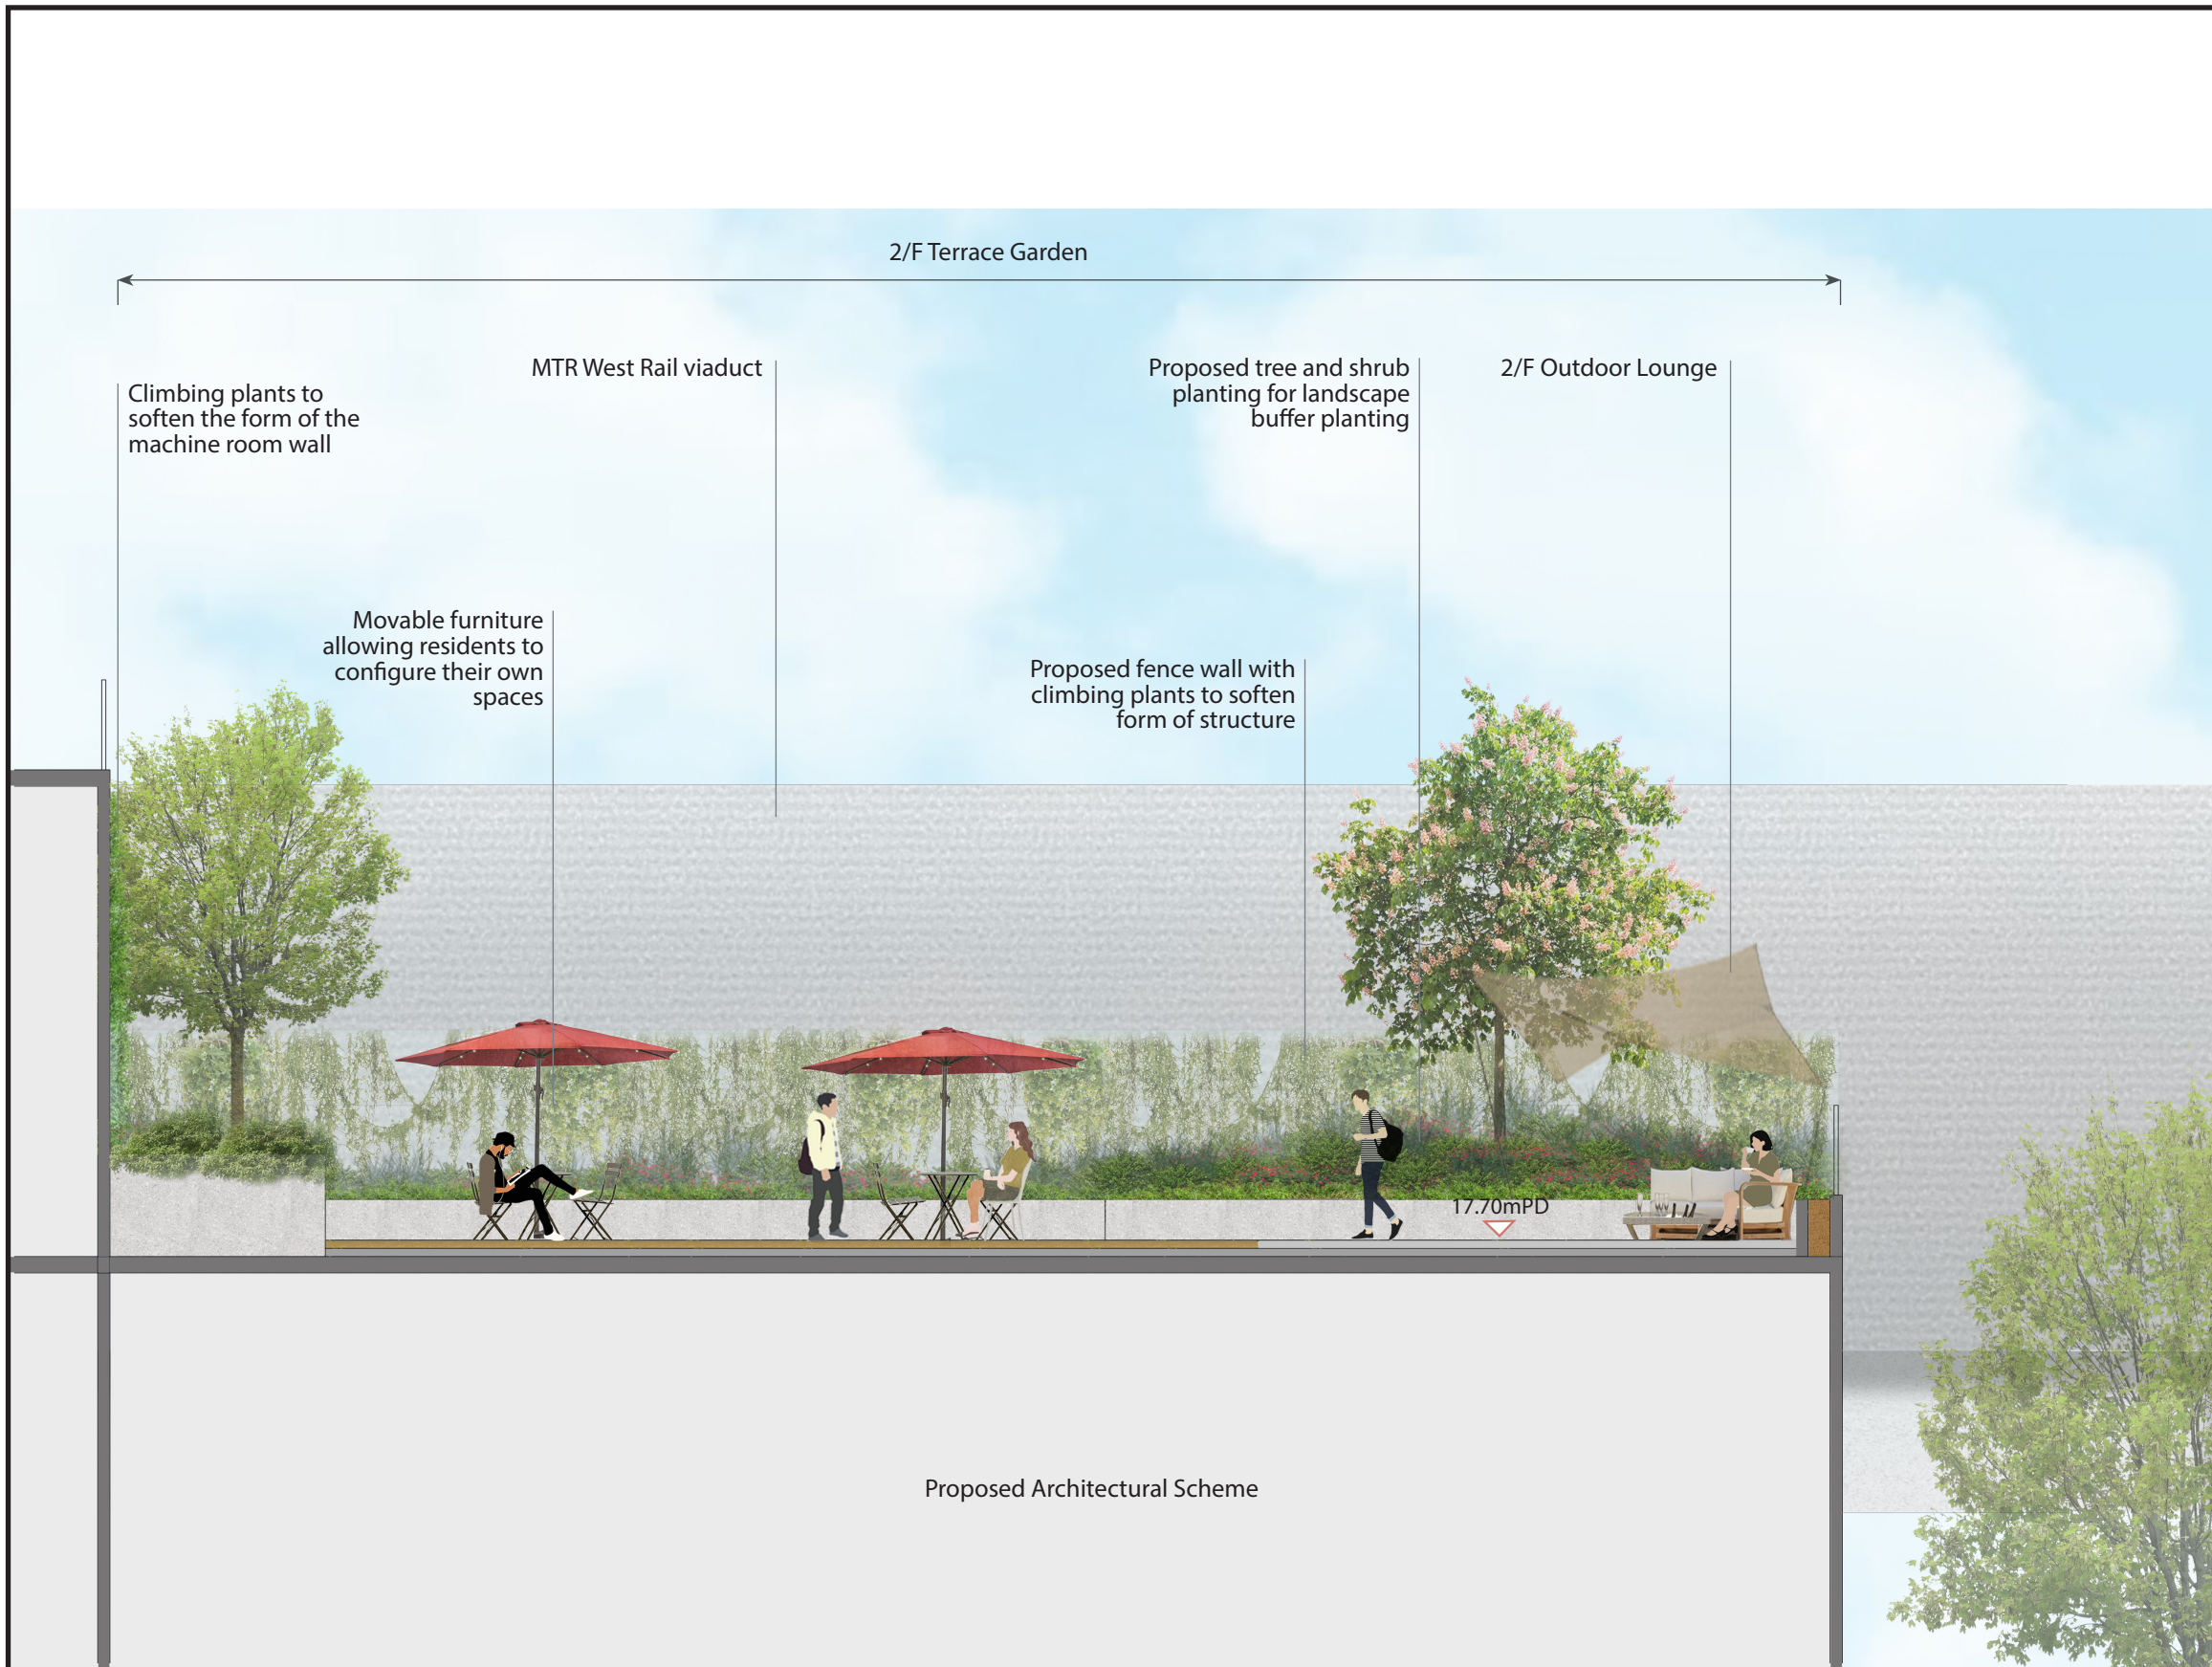 2/F Terrace Garden
MTR West Rail viaduct
Proposed tree and shrub
planting for landscape
buffer planting
2/F Outdoor Lounge
Climbing plants to
soften the form of the
machine room wall
Movable furniture
allowing residents to
configure their own
spaces
Proposed fence wall with
climbing plants to soften
form of structure
17.70mPD
Proposed Architectural Scheme